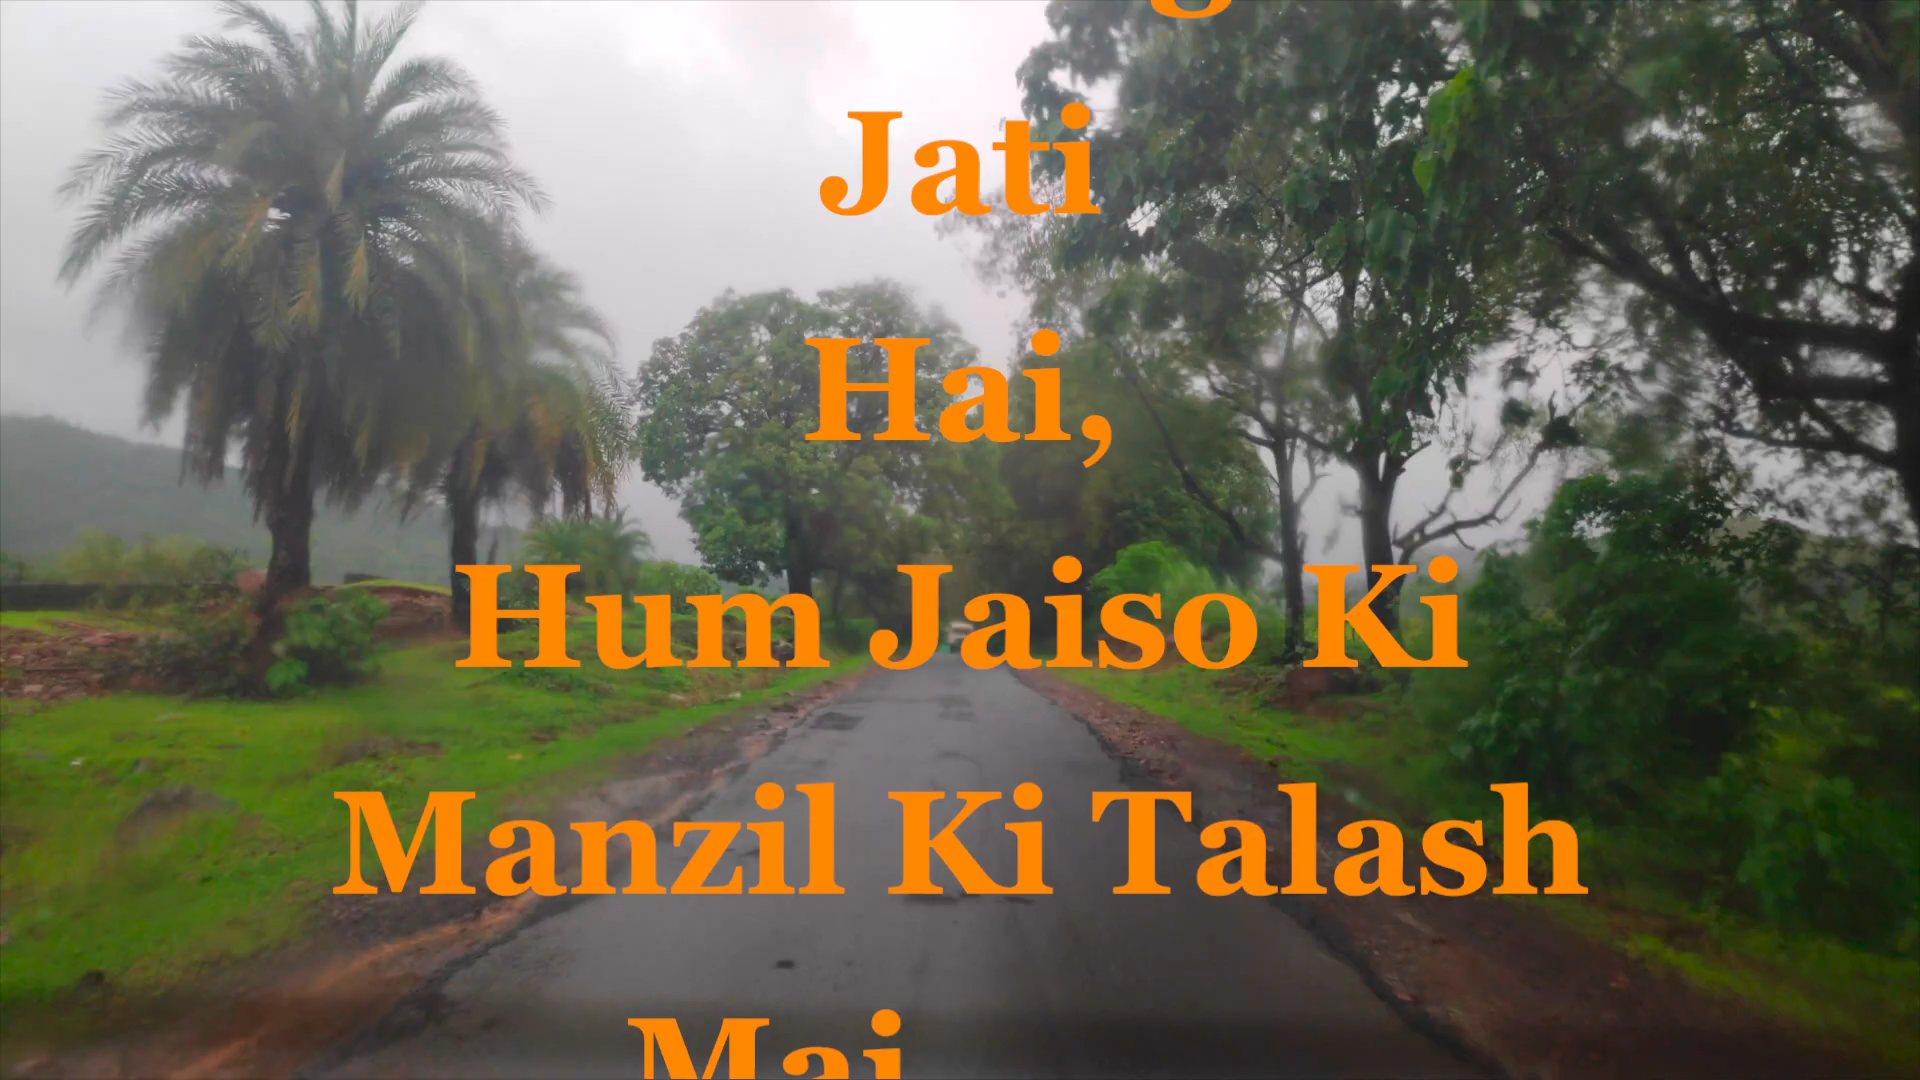 Jati
Hai,
Hum Jaiso Ki
Manzil Ki Talash
Mai